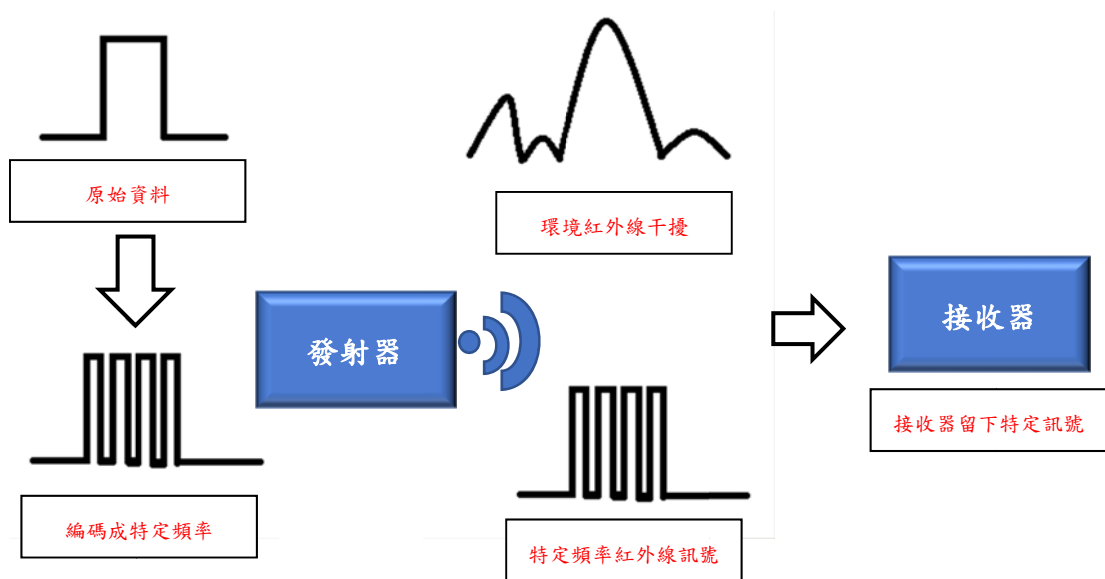 原始資料
環境紅外線干擾
發射器
接收器
接收器留下特定訊號
編碼成特定頻率
特定頻率紅外線訊號